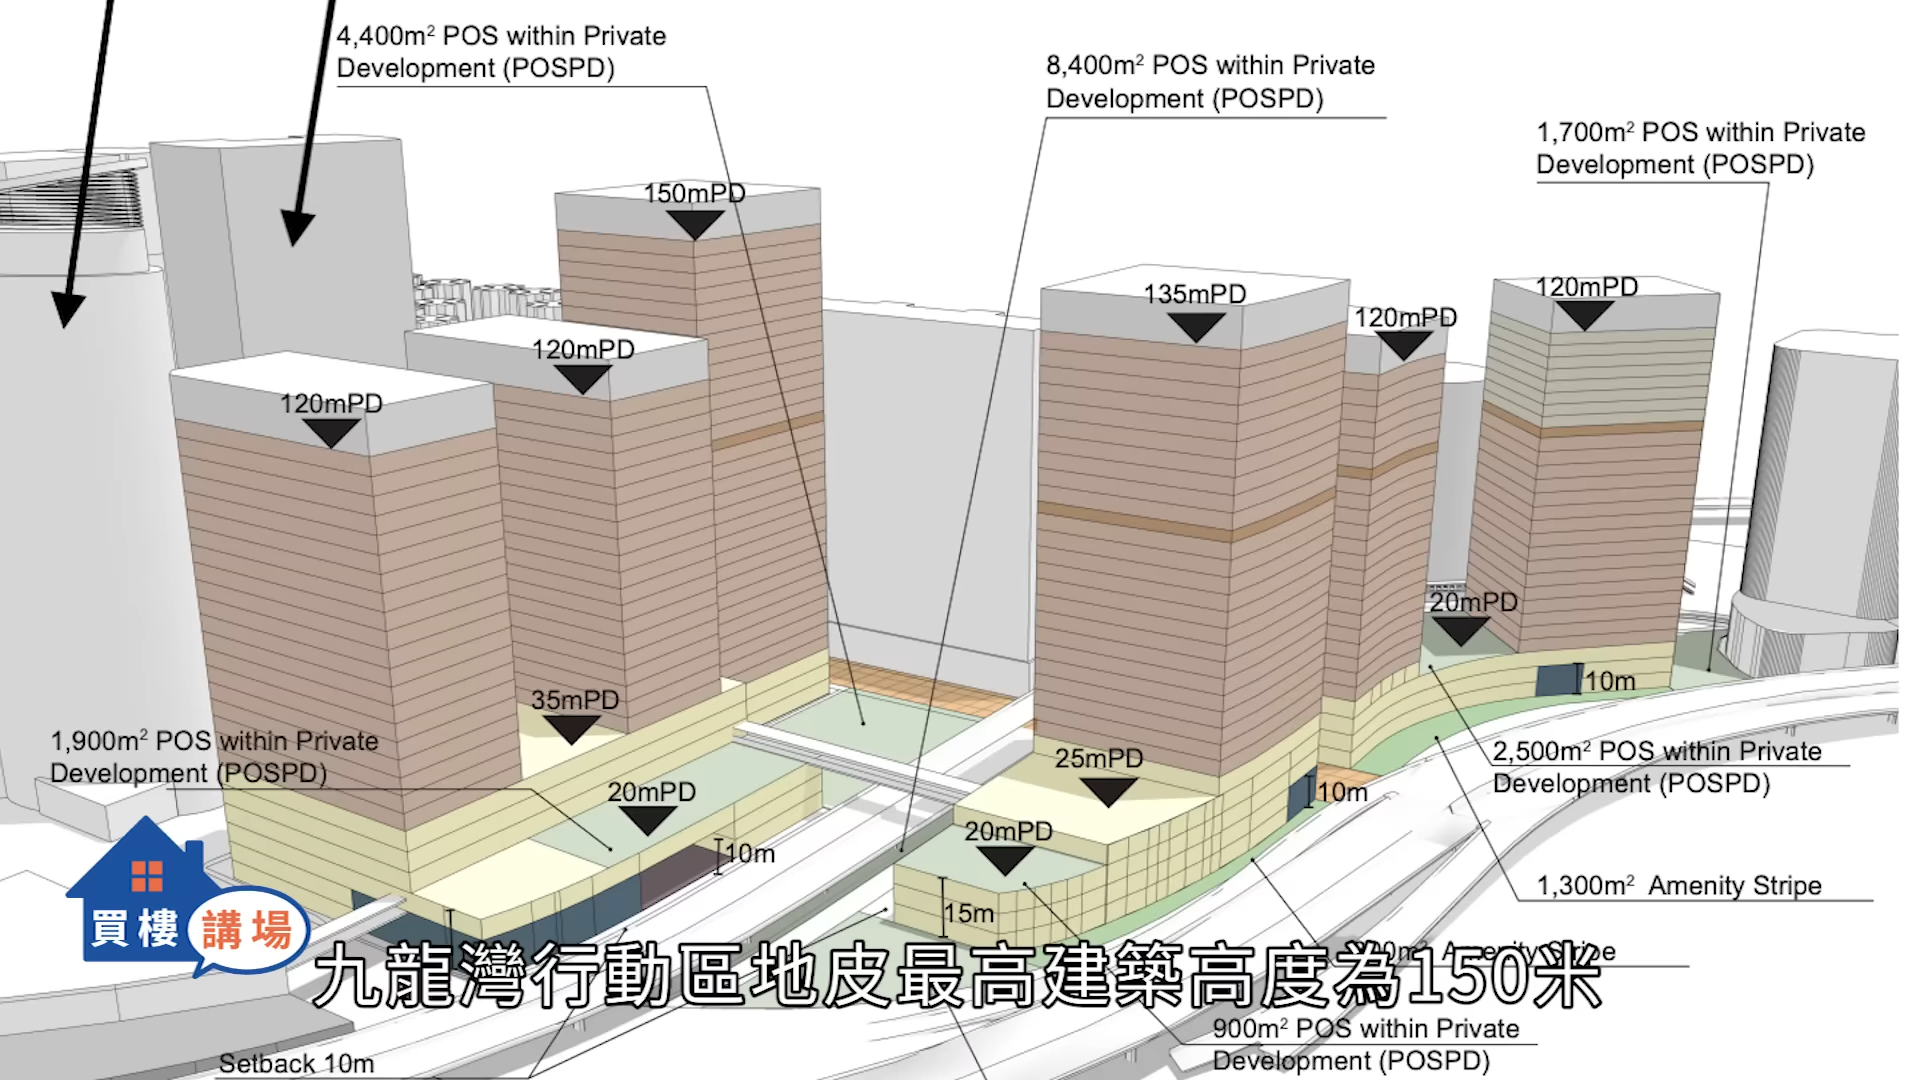 4,400m² POS within Private
Development (POSPD)
8,400m² POS within Private
Development (POSPD)
1,700m² POS within Private
Development (POSPD)
150mPD
135mPD
120mPD
120mPD
120mPD
120mPD
20mPD
10m
35mPD
1,900m² POS within Private
Development (POSPD)
25mPD
2,500m² POS within Private
Development (POSPD)
20mPD
10m
20mPD
10m
1,300m² Amenity Stripe
15m
買樓
講場
Amenity Stripe
九龍灣行動區地皮最高建築高度為150米
900m² POS within Private
Development (POSPD)
Setback 10m